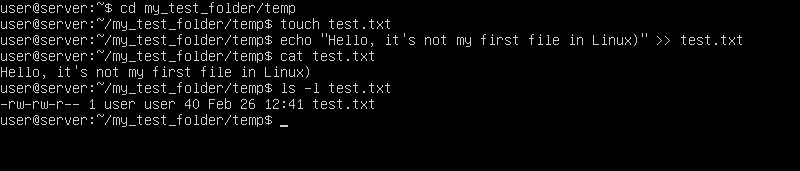 user@server:~$ cd my_test_folder/temp
user@server:~/my_test_folder/temp$ touch test.txt
user@server:~/my_test_folder/temp$ echo "Hello, it's not my first file in Linux)" >> test.txt
user@server:~/my_test_folder/temp$ cat test.txt
Hello, it's not my first file in Linux)
user@server:~/my_test_folder/temp$ ls -l test.txt
-rw-rw-r-- 1 user user 40 Feb 26 12:41 test.txt
user@server:~/my_test_folder/temp$ _